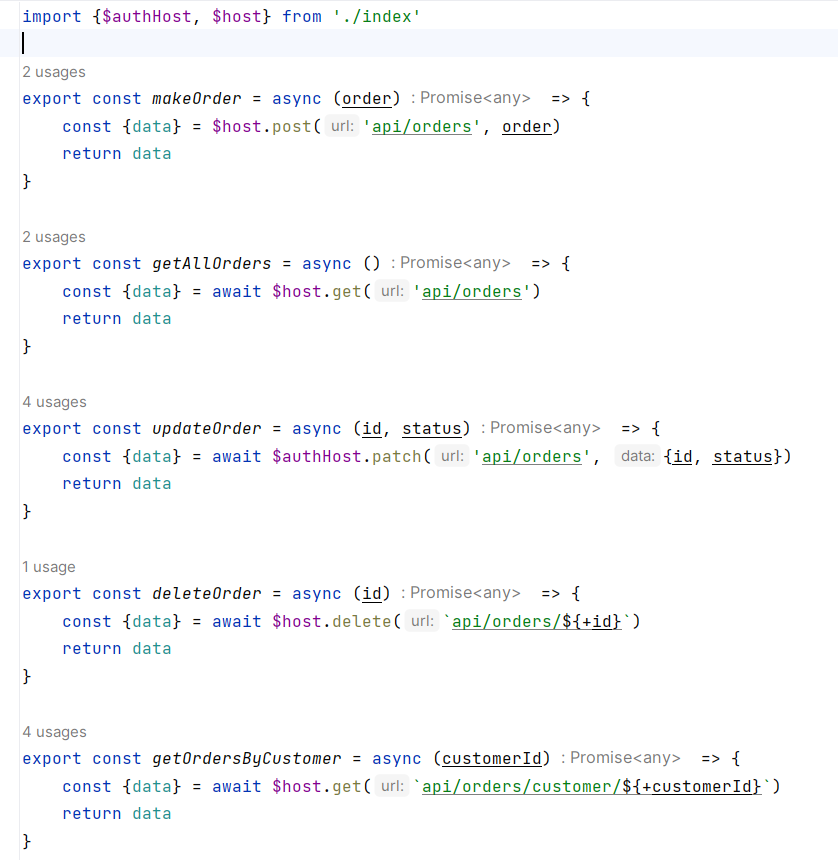 import {$authHost, $host} from './index'
2 usages
export const makeOrder = async (order) : Promise<any> => {
    const {data} = $host.post( url: 'api/orders', order)
    return data
}
2 usages
export const getAllOrders = async () : Promise<any> => {
    const {data} = await $host.get( url: 'api/orders')
    return data
}
4 usages
export const updateOrder = async (id, status) : Promise<any> => {
    const {data} = await $authHost.patch( url: 'api/orders', data: {id, status})
    return data
}
1 usage
export const deleteOrder = async (id) : Promise<any> => {
    const {data} = await $host.delete( url: `api/orders/${+id}`)
    return data
}
4 usages
export const getOrdersByCustomer = async (customerId) : Promise<any> => {
    const {data} = await $host.get( url: `api/orders/customer/${+customerId}`)
    return data
}